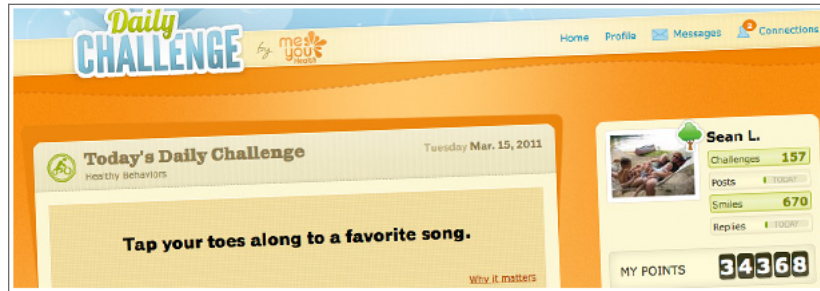 Daily
CHALLENGE
by me you Health
Home Profile Messages 2 Connections
Today's Daily Challenge
Healthy Behaviors
Tuesday Mar. 15, 2011
Tap your toes along to a favorite song.
Why it matters
Sean L.
Challenges 157
Posts TODAY
Smiles 670
Replies TODAY
MY POINTS 34368